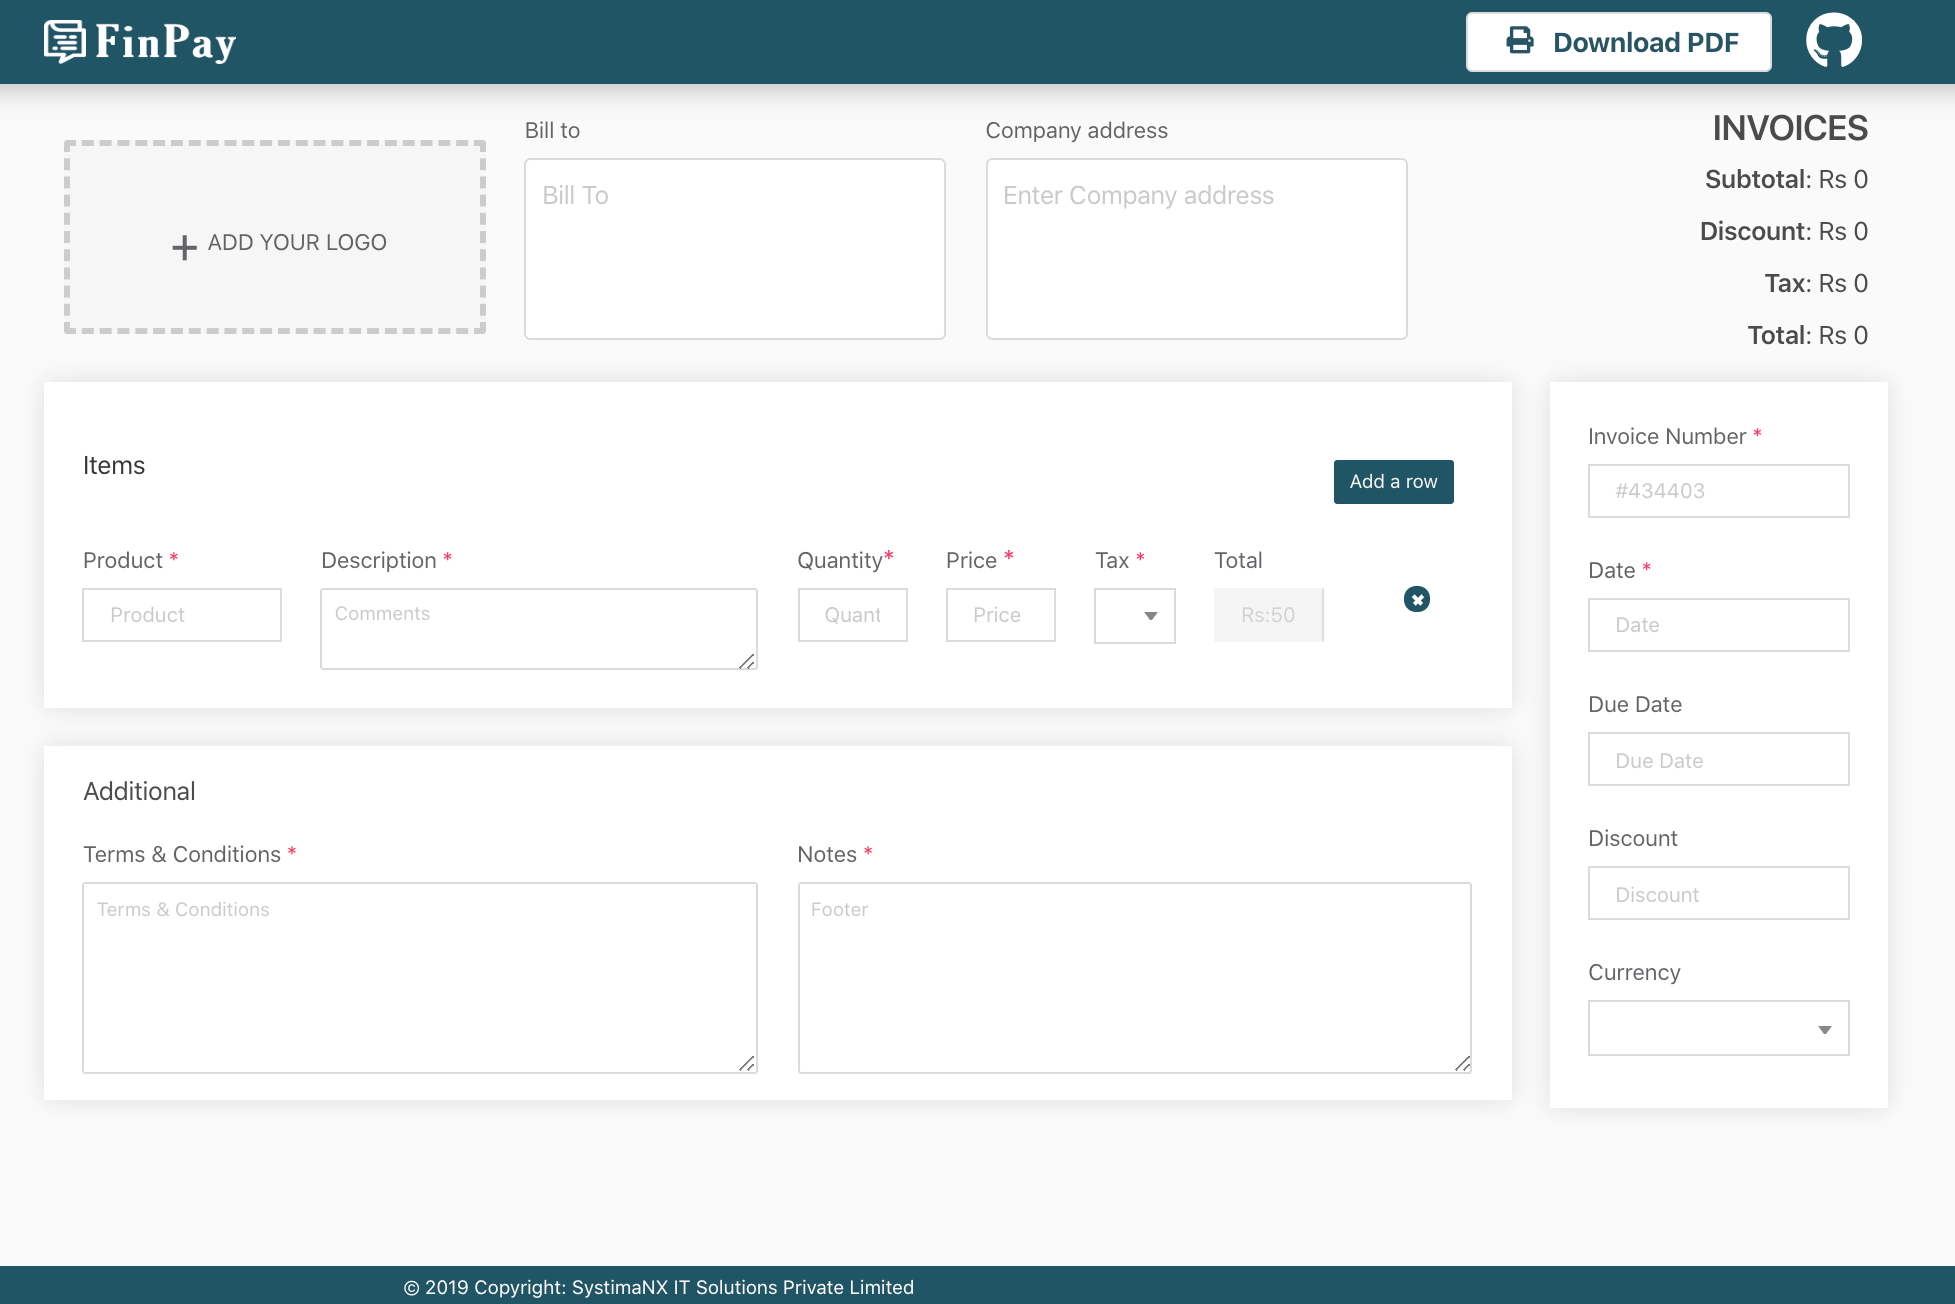 FinPay
Download PDF
Bill to
Company address
INVOICES
Bill To
Enter Company address
Subtotal: Rs 0
Discount: Rs 0
Tax: Rs 0
Total: Rs 0
ADD YOUR LOGO
Items
Add a row
Product *
Description *
Quantity*
Price *
Tax *
Total
Product
Comments
Quant
Price
Rs:50
Additional
Terms & Conditions *
Notes *
Terms & Conditions
Footer
Invoice Number *
#434403
Date *
Date
Due Date
Due Date
Discount
Discount
Currency
© 2019 Copyright: SystimaNX IT Solutions Private Limited